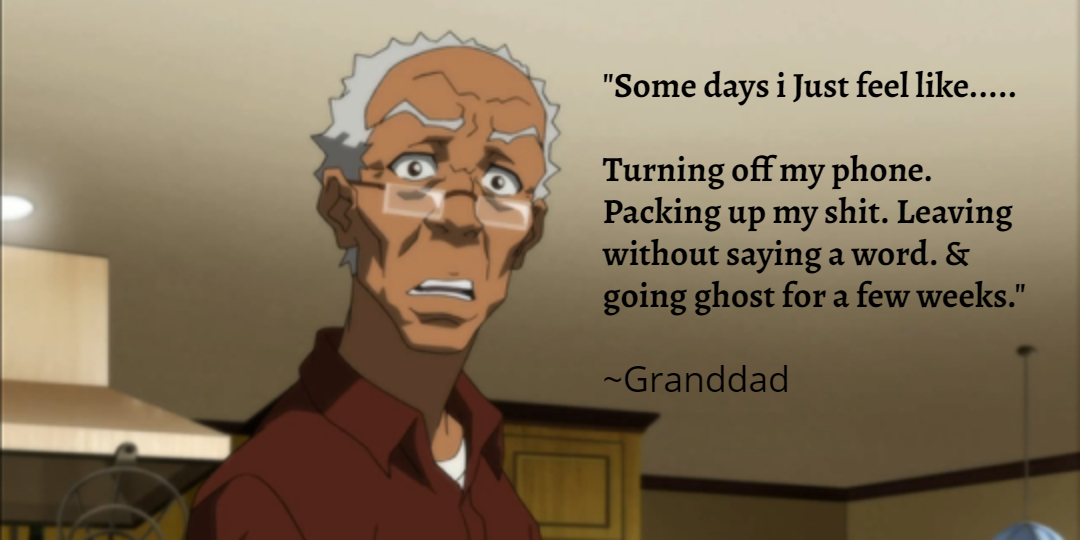 "Some days i Just feel like.....
Turning off my phone.
Packing up my shit. Leaving
without saying a word. &
going ghost for a few weeks."
~Granddad